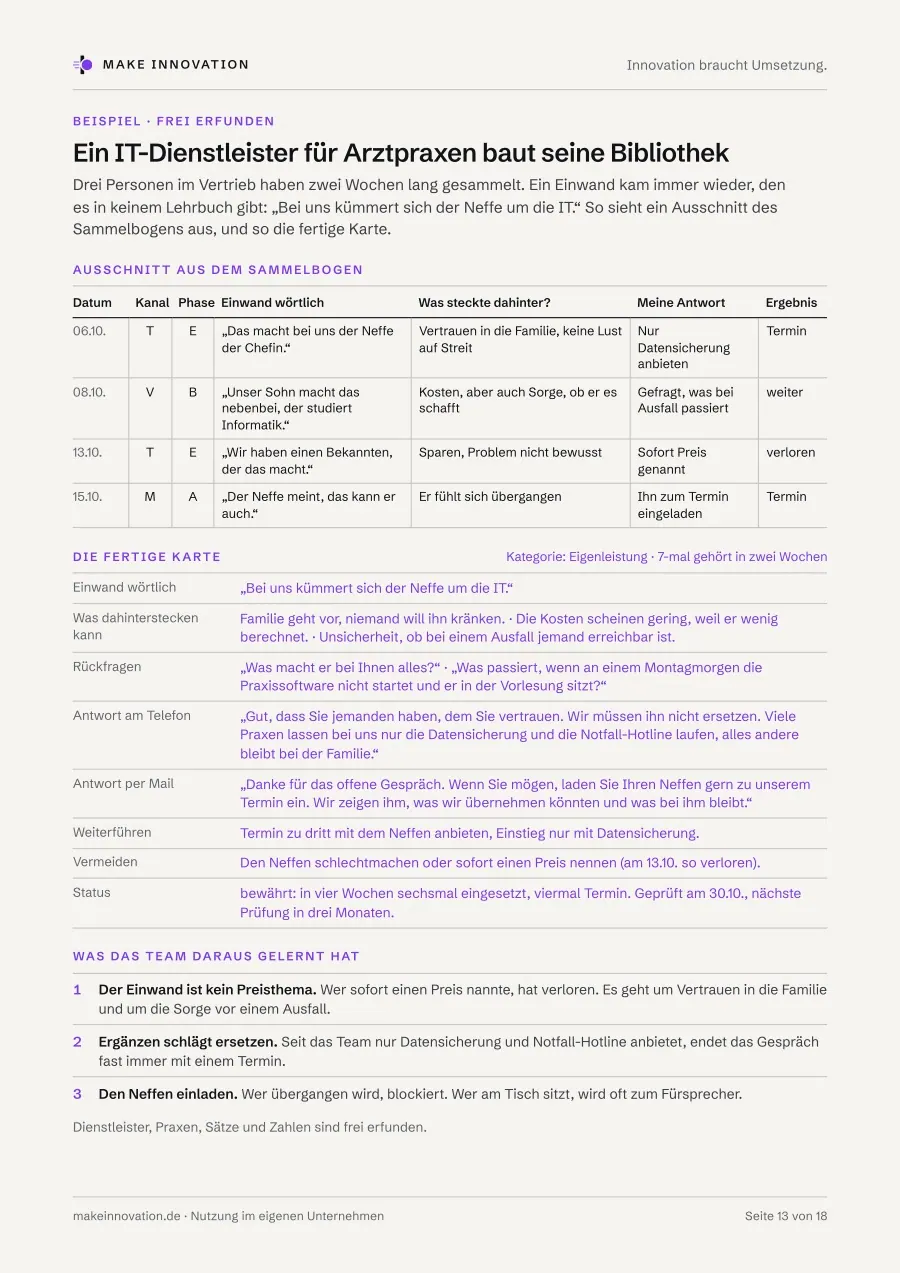 MAKE INNOVATION
Innovation braucht Umsetzung.
BEISPIEL · FREI ERFUNDEN
Ein IT-Dienstleister für Arztpraxen baut seine Bibliothek
Drei Personen im Vertrieb haben zwei Wochen lang gesammelt. Ein Einwand kam immer wieder, den
es in keinem Lehrbuch gibt: „Bei uns kümmert sich der Neffe um die IT.“ So sieht ein Ausschnitt des
Sammelbogens aus, und so die fertige Karte.
AUSSCHNITT AUS DEM SAMMELBOGEN
Datum Kanal Phase Einwand wörtlich Was steckte dahinter? Meine Antwort Ergebnis
06.10. T E „Das macht bei uns der Neffe Vertrauen in die Familie, keine Lust Nur Termin
der Chefin.“ auf Streit Datensicherung
anbieten
08.10. V B „Unser Sohn macht das Kosten, aber auch Sorge, ob er es Gefragt, was bei weiter
nebenbei, der studiert schafft Ausfall passiert
Informatik.“
13.10. T E „Wir haben einen Bekannten, Sparen, Problem nicht bewusst Sofort Preis verloren
der das macht.“ genannt
15.10. M A „Der Neffe meint, das kann er Er fühlt sich übergangen Ihn zum Termin Termin
auch.“ eingeladen
DIE FERTIGE KARTE
Kategorie: Eigenleistung · 7-mal gehört in zwei Wochen
Einwand wörtlich „Bei uns kümmert sich der Neffe um die IT.“
Was dahinterstecken Familie geht vor, niemand will ihn kränken. · Die Kosten scheinen gering, weil er wenig
kann berechnet. · Unsicherheit, ob bei einem Ausfall jemand erreichbar ist.
Rückfragen „Was macht er bei Ihnen alles?“ · „Was passiert, wenn an einem Montagmorgen die
Praxissoftware nicht startet und er in der Vorlesung sitzt?“
Antwort am Telefon „Gut, dass Sie jemanden haben, dem Sie vertrauen. Wir müssen ihn nicht ersetzen. Viele
Praxen lassen bei uns nur die Datensicherung und die Notfall-Hotline laufen, alles andere
bleibt bei der Familie.“
Antwort per Mail „Danke für das offene Gespräch. Wenn Sie mögen, laden Sie Ihren Neffen gern zu unserem
Termin ein. Wir zeigen ihm, was wir übernehmen könnten und was bei ihm bleibt.“
Weiterführen Termin zu dritt mit dem Neffen anbieten, Einstieg nur mit Datensicherung.
Vermeiden Den Neffen schlechtmachen oder sofort einen Preis nennen (am 13.10. so verloren).
Status bewährt: in vier Wochen sechsmal eingesetzt, viermal Termin. Geprüft am 30.10., nächste
Prüfung in drei Monaten.
WAS DAS TEAM DARAUS GELERNT HAT
1 Der Einwand ist kein Preisthema. Wer sofort einen Preis nannte, hat verloren. Es geht um Vertrauen in die Familie
und um die Sorge vor einem Ausfall.
2 Ergänzen schlägt ersetzen. Seit das Team nur Datensicherung und Notfall-Hotline anbietet, endet das Gespräch
fast immer mit einem Termin.
3 Den Neffen einladen. Wer übergangen wird, blockiert. Wer am Tisch sitzt, wird oft zum Fürsprecher.
Dienstleister, Praxen, Sätze und Zahlen sind frei erfunden.
makeinnovation.de · Nutzung im eigenen Unternehmen
Seite 13 von 18